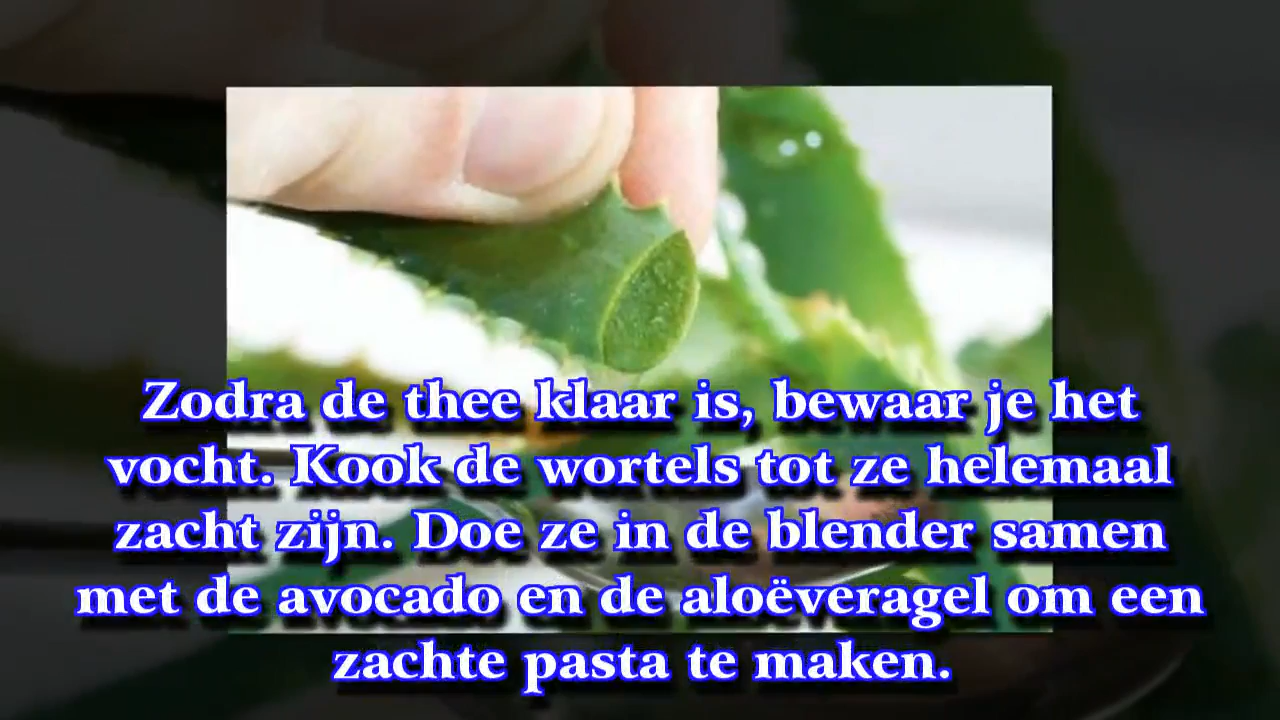 Zodra de thee klaar is, bewaar je het
vocht. Kook de wortels tot ze helemaal
zacht zijn. Doe ze in de blender samen
met de avocado en de aloëveragel om een
zachte pasta te maken.